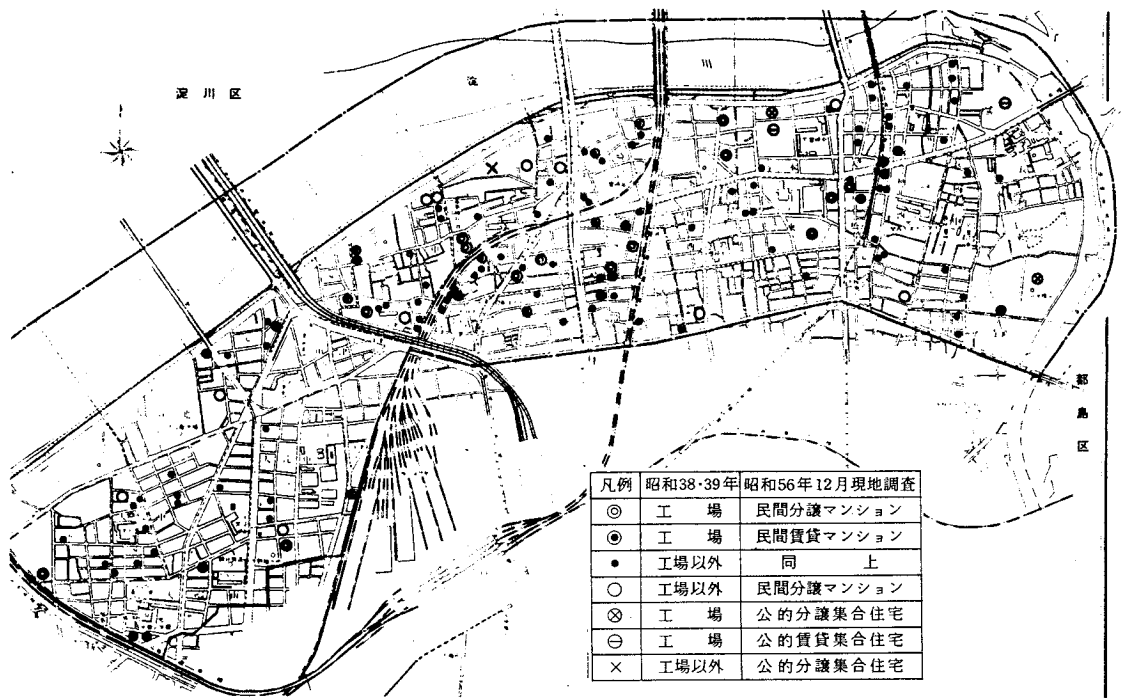 淀川区
淀
川
都島区
凡例 昭和38・39年 昭和56年12月現地調査
◎ 工場 民間分譲マンション
◉ 工場 民間賃貸マンション
● 工場以外 同上
○ 工場以外 民間分譲マンション
⊗ 工場 公的分譲集合住宅
⊖ 工場 公的賃貸集合住宅
× 工場以外 公的分譲集合住宅